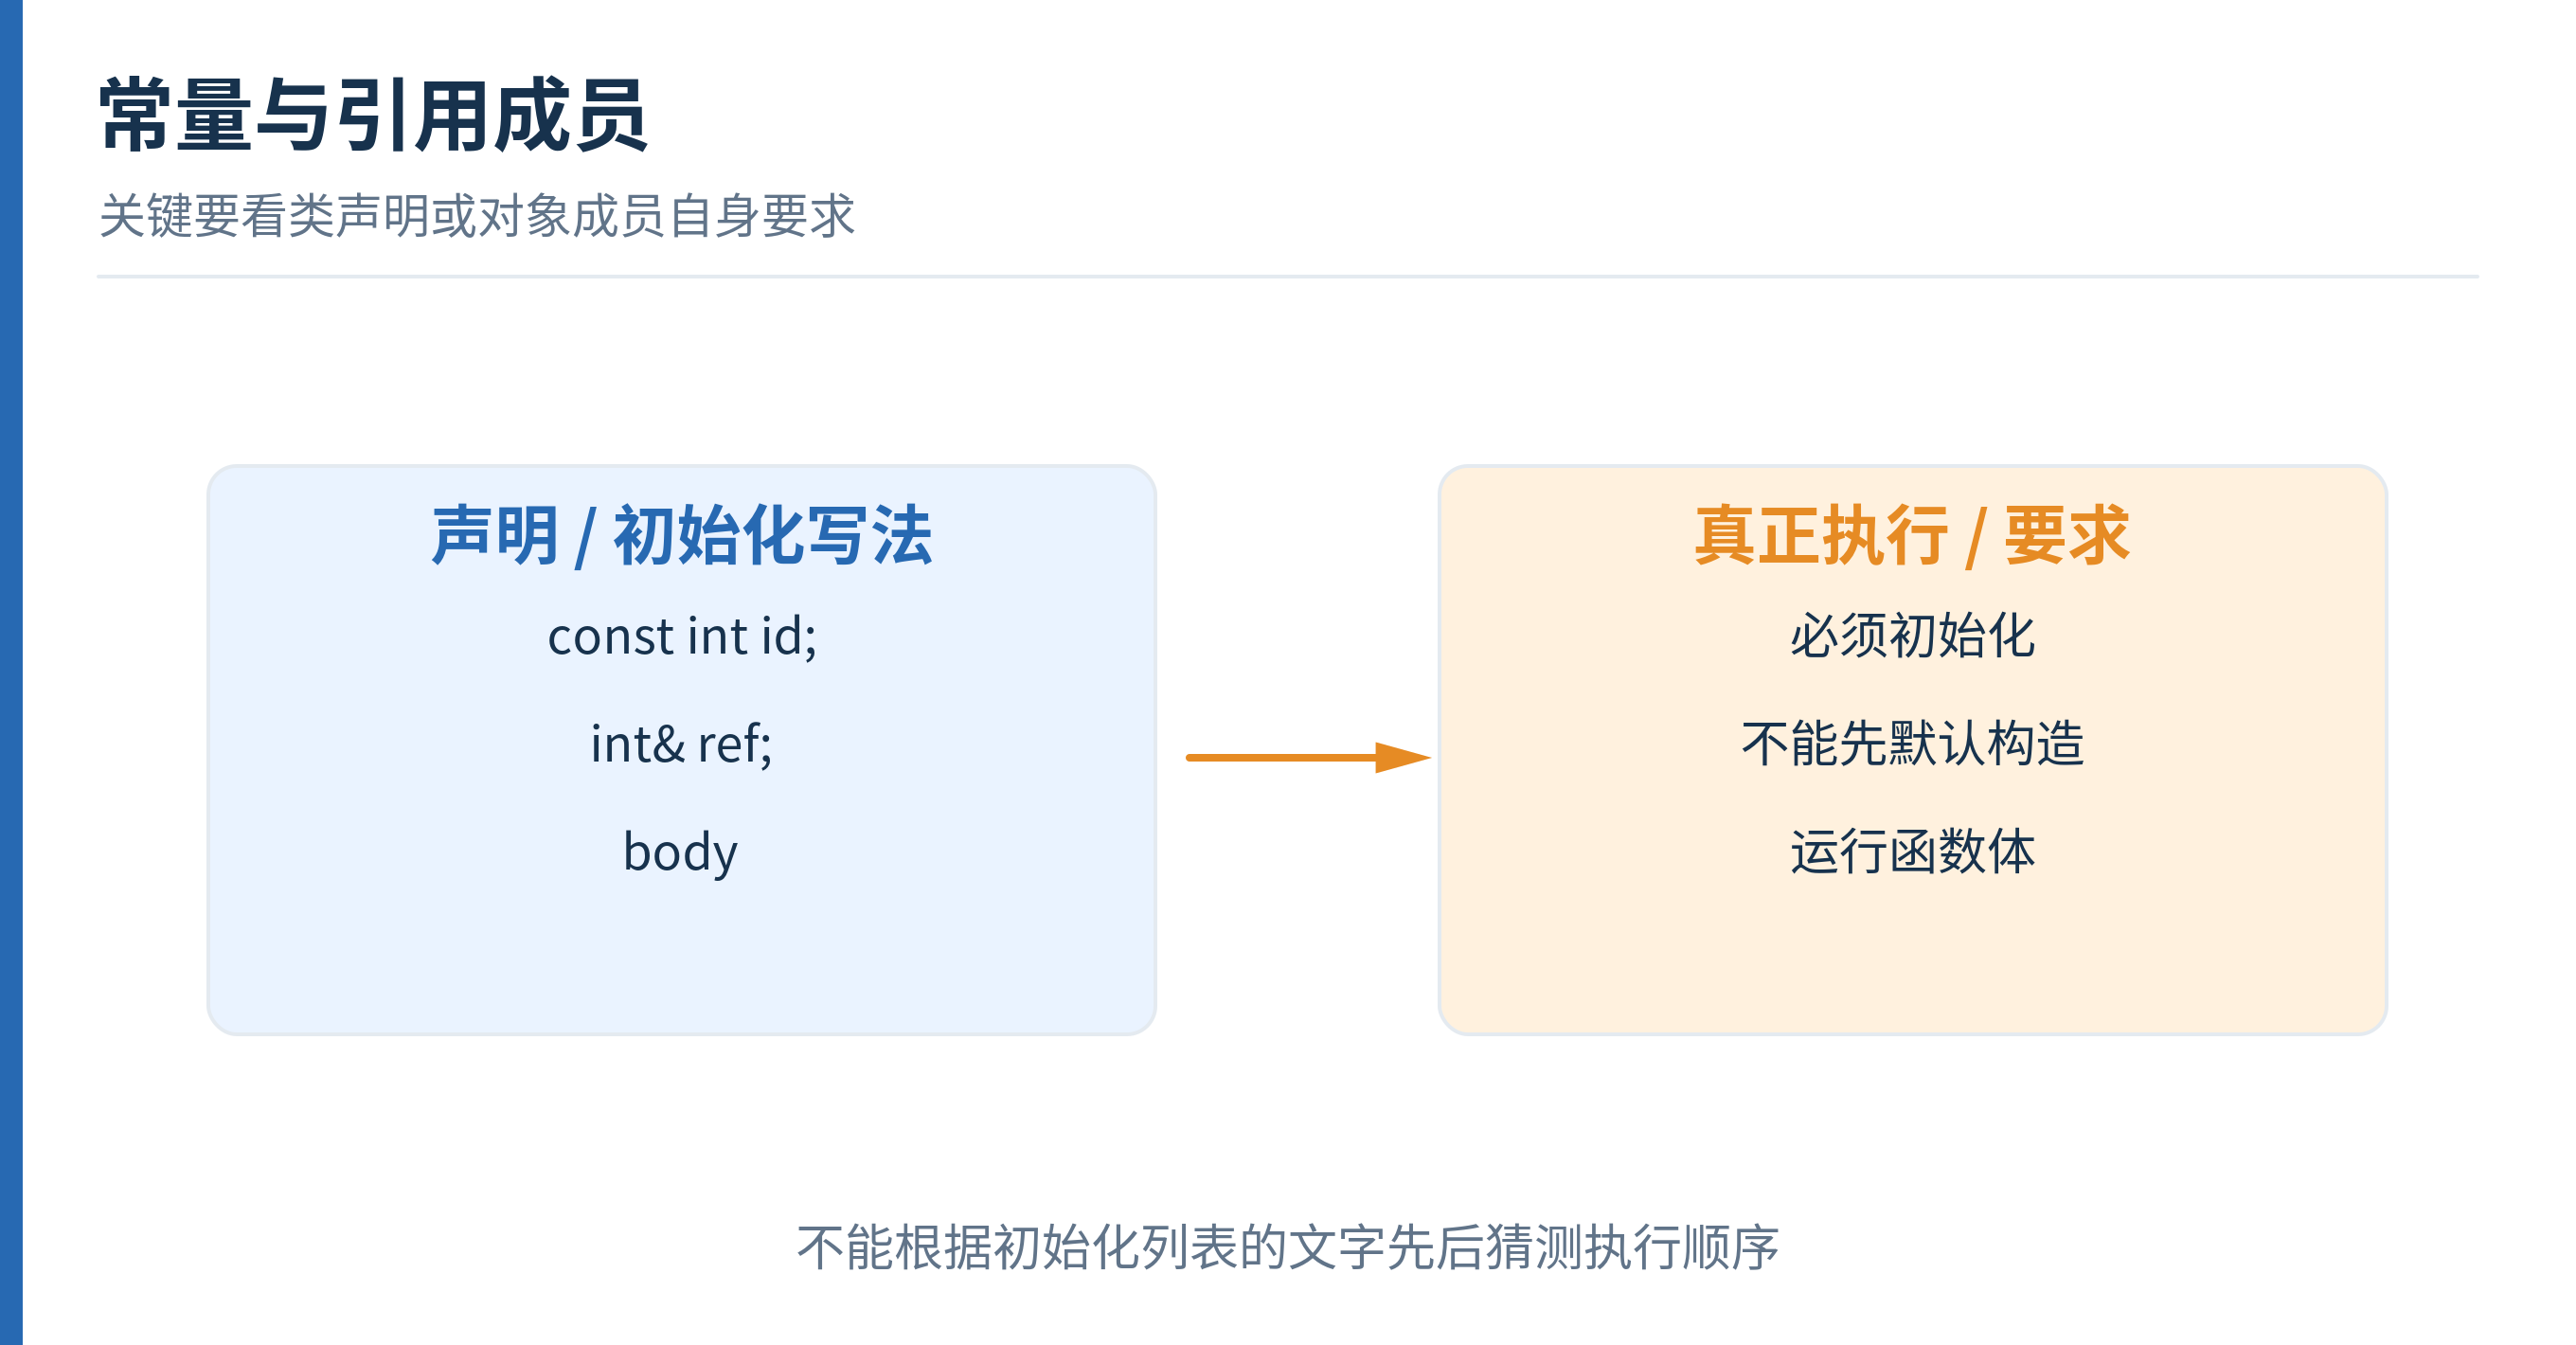 常量与引用成员
关键要看类声明或对象成员自身要求
声明 / 初始化写法
const int id;
int& ref;
body
真正执行 / 要求
必须初始化
不能先默认构造
运行函数体
不能根据初始化列表的文字先后猜测执行顺序